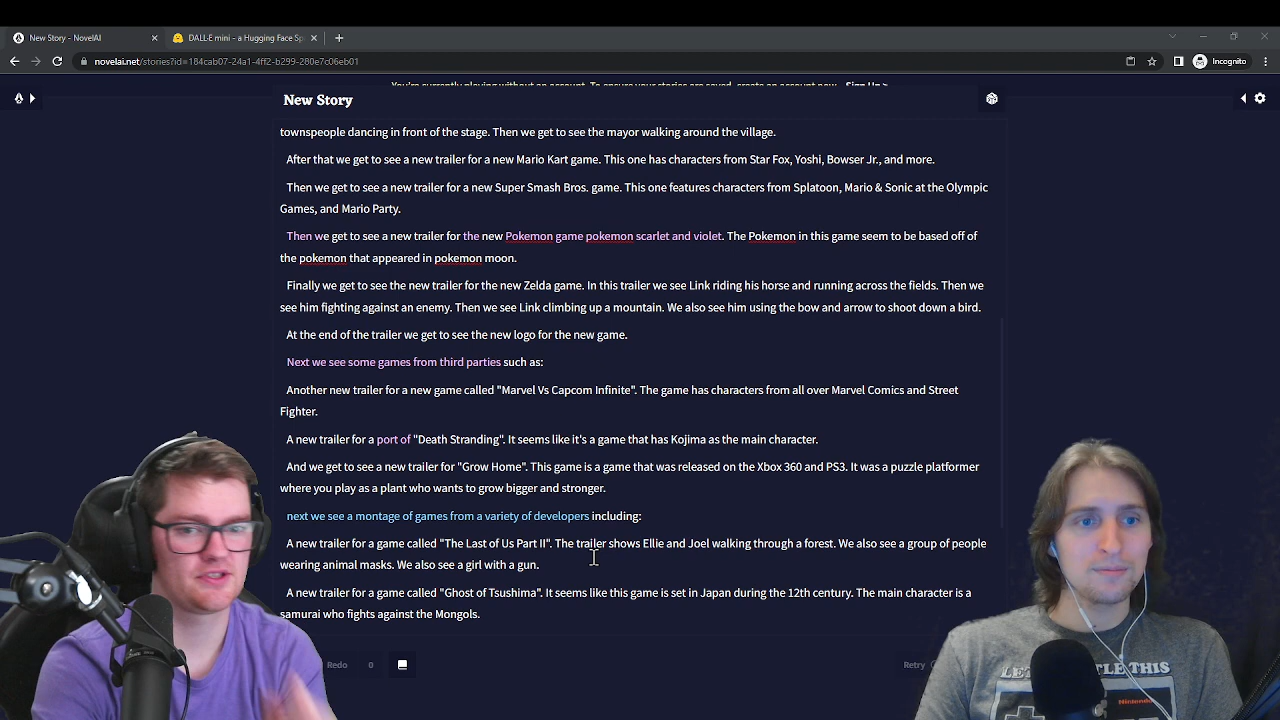 New Story - NovelAI
DALL·E mini - a Hugging Face Sp
novelai.net/stories?id=184cab07-24a1-4ff2-b299-280e7c06eb01
Incognito
New Story
townspeople dancing in front of the stage. Then we get to see the mayor walking around the village.
After that we get to see a new trailer for a new Mario Kart game. This one has characters from Star Fox, Yoshi, Bowser Jr., and more.
Then we get to see a new trailer for a new Super Smash Bros. game. This one features characters from Splatoon, Mario & Sonic at the Olympic
Games, and Mario Party.
Then we get to see a new trailer for the new Pokemon game pokemon scarlet and violet. The Pokemon in this game seem to be based off of
the pokemon that appeared in pokemon moon.
Finally we get to see the new trailer for the new Zelda game. In this trailer we see Link riding his horse and running across the fields. Then we
see him fighting against an enemy. Then we see Link climbing up a mountain. We also see him using the bow and arrow to shoot down a bird.
At the end of the trailer we get to see the new logo for the new game.
Next we see some games from third parties such as:
Another new trailer for a new game called "Marvel Vs Capcom Infinite". The game has characters from all over Marvel Comics and Street
Fighter.
A new trailer for a port of "Death Stranding". It seems like it's a game that has Kojima as the main character.
And we get to see a new trailer for "Grow Home". This game is a game that was released on the Xbox 360 and PS3. It was a puzzle platformer
where you play as a plant who wants to grow bigger and stronger.
next we see a montage of games from a variety of developers including:
A new trailer for a game called "The Last of Us Part II". The trailer shows Ellie and Joel walking through a forest. We also see a group of people
wearing animal masks. We also see a girl with a gun.
A new trailer for a game called "Ghost of Tsushima". It seems like this game is set in Japan during the 12th century. The main character is a
samurai who fights against the Mongols.
Redo 0
Retry
Nintendo